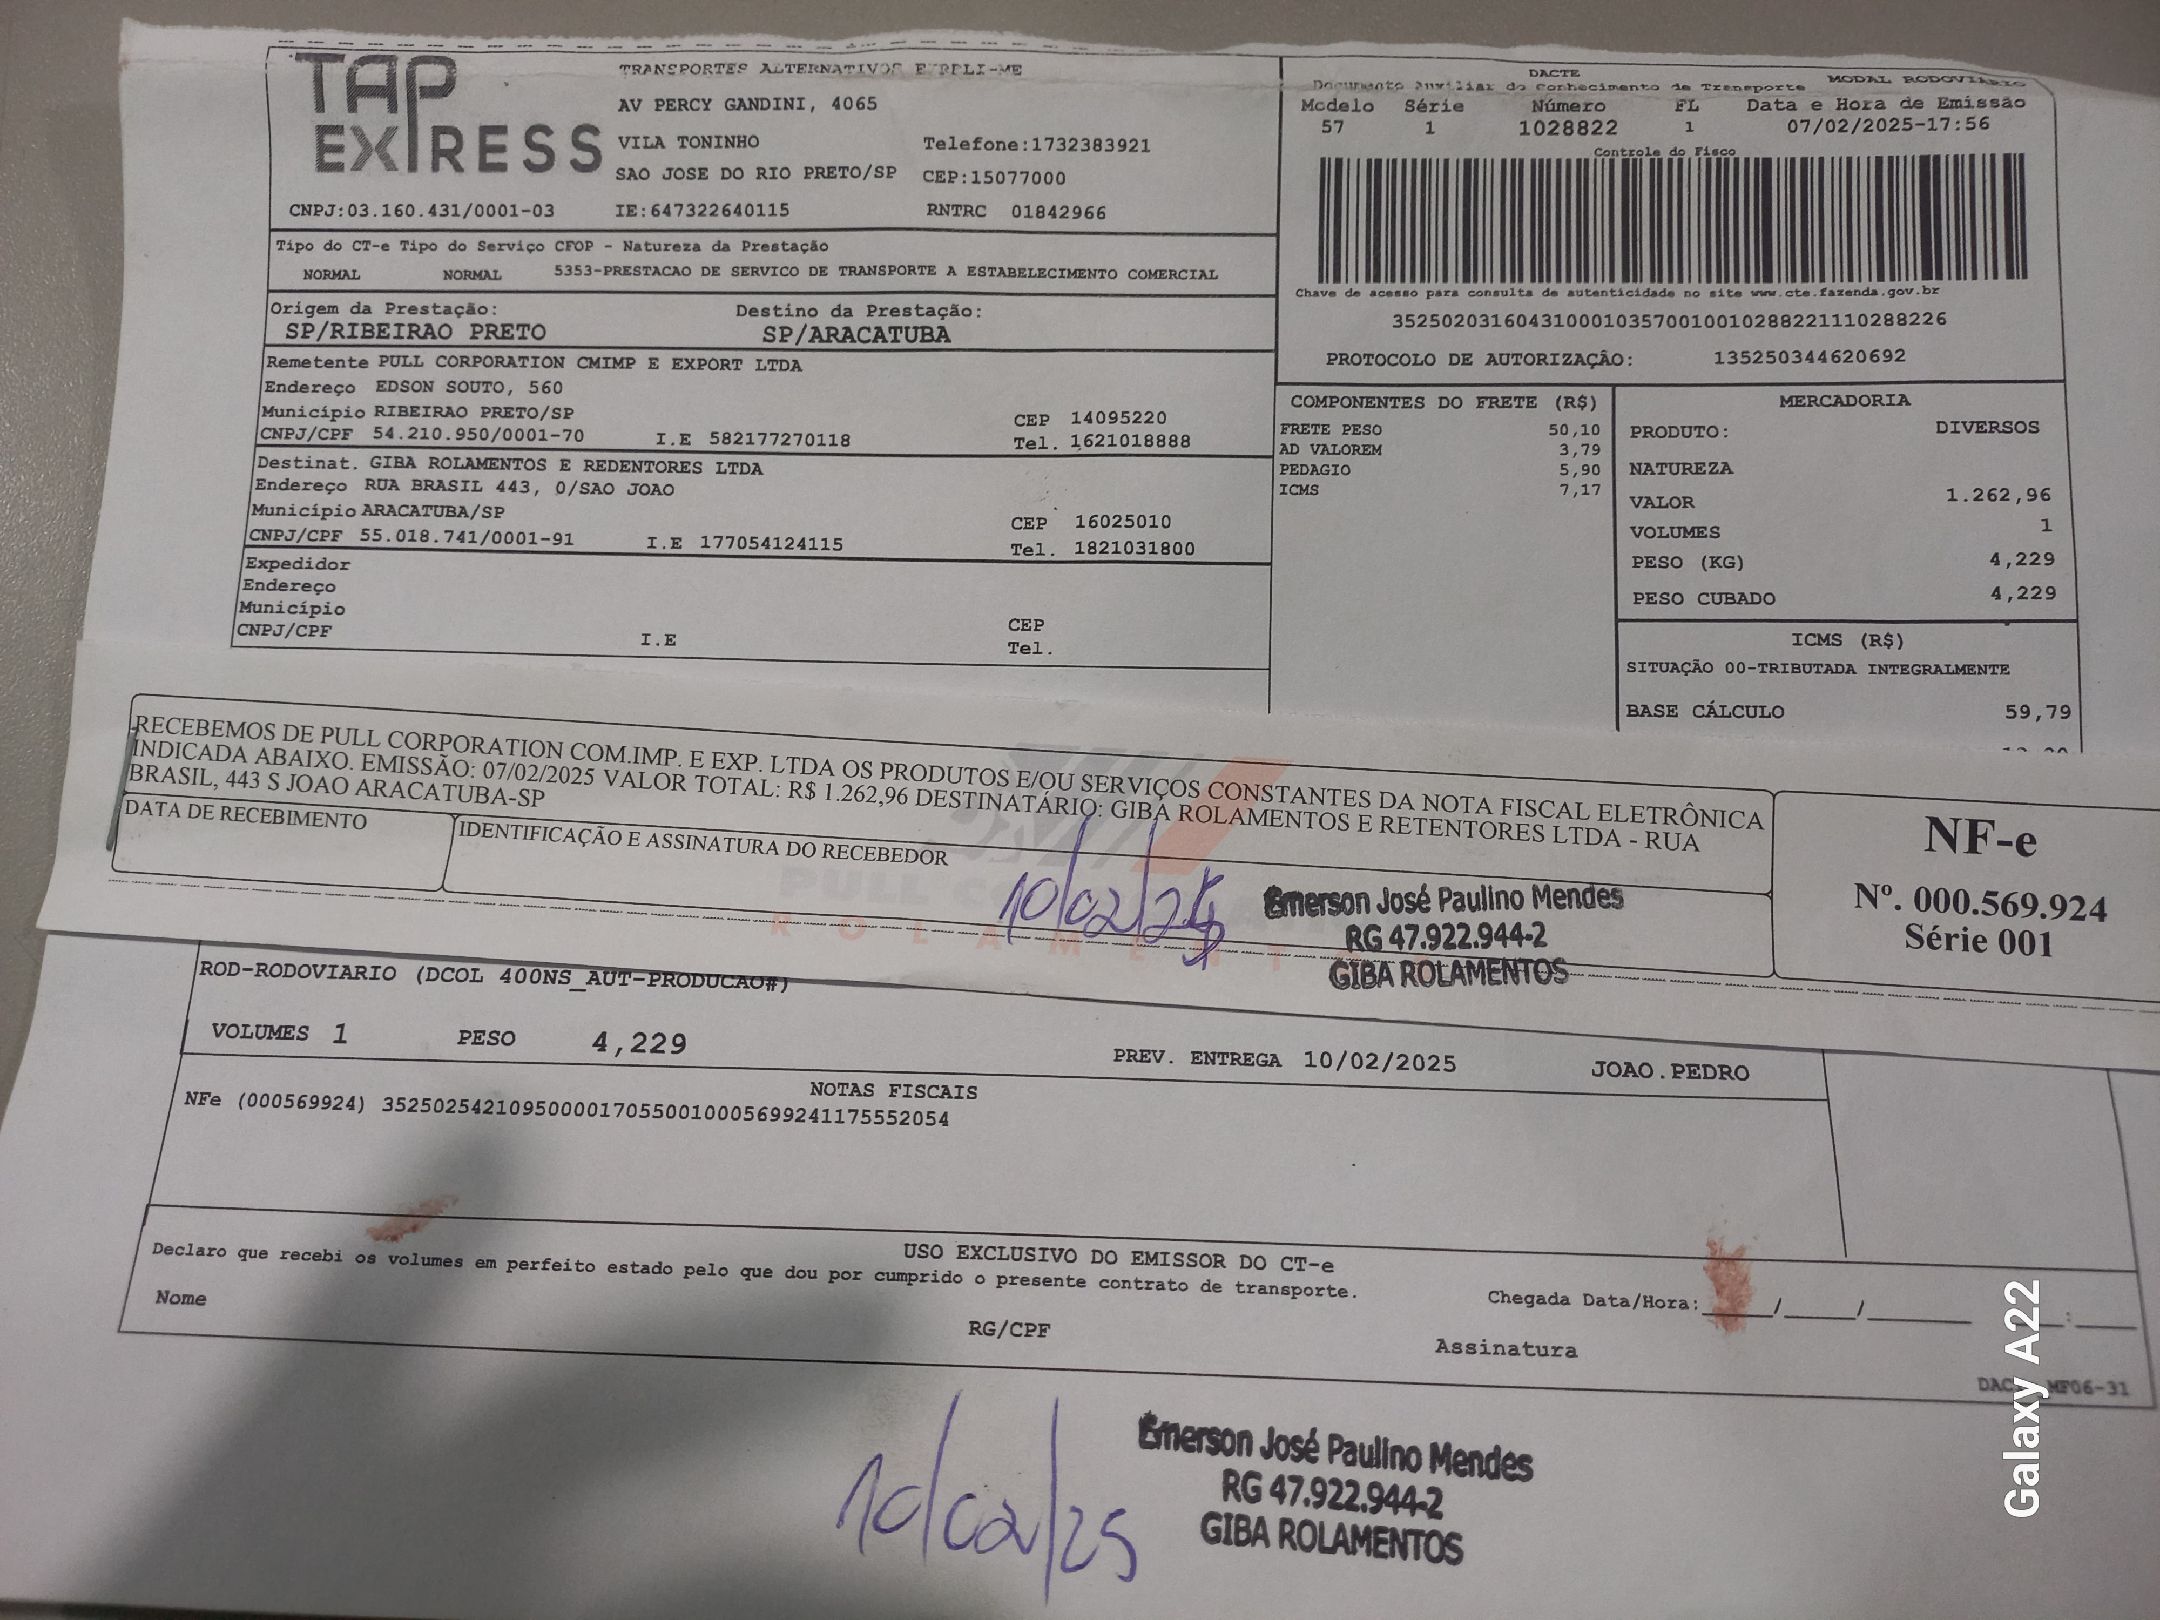 TAP EXPRESS
TRANSPORTES ALTERNATIVOS
AV PERCY GANDINI, 4065
VILA TONINHO Telefone:1732383921
SAO JOSE DO RIO PRETO/SP CEP:15077000
CNPJ:03.160.431/0001-03 IE:647322640115 RNTRC 01842966
DACTE MODAL RODOVIÁRIO
Documento Auxiliar do Conhecimento de Transporte
Modelo Série Número FL Data e Hora de Emissão
57 1 1028822 1 07/02/2025-17:56
Controle do Fisco
Chave de acesso para consulta de autenticidade no site www.cte.fazenda.gov.br
35250203160431000103570010010288221110288226
PROTOCOLO DE AUTORIZAÇÃO: 135250344620692
Tipo do CT-e Tipo do Serviço CFOP - Natureza da Prestação
NORMAL NORMAL 5353-PRESTACAO DE SERVICO DE TRANSPORTE A ESTABELECIMENTO COMERCIAL
Origem da Prestação: Destino da Prestação:
SP/RIBEIRAO PRETO SP/ARACATUBA
Remetente PULL CORPORATION CMIMP E EXPORT LTDA
Endereço EDSON SOUTO, 560
Município RIBEIRAO PRETO/SP CEP 14095220
CNPJ/CPF 54.210.950/0001-70 I.E 582177270118 Tel. 1621018888
Destinat. GIBA ROLAMENTOS E REDENTORES LTDA
Endereço RUA BRASIL 443, 0/SAO JOAO
Município ARACATUBA/SP CEP 16025010
CNPJ/CPF 55.018.741/0001-91 I.E 177054124115 Tel. 1821031800
Expedidor
Endereço
Município CEP
CNPJ/CPF I.E Tel.
COMPONENTES DO FRETE (R$)
FRETE PESO 50,10
AD VALOREM 3,79
PEDAGIO 5,90
ICMS 7,17
MERCADORIA
PRODUTO: DIVERSOS
NATUREZA
VALOR 1.262,96
VOLUMES 1
PESO (KG) 4,229
PESO CUBADO 4,229
ICMS (R$)
SITUAÇÃO 00-TRIBUTADA INTEGRALMENTE
BASE CÁLCULO 59,79
RECEBEMOS DE PULL CORPORATION COM.IMP. E EXP. LTDA OS PRODUTOS E/OU SERVIÇOS CONSTANTES DA NOTA FISCAL ELETRÔNICA
INDICADA ABAIXO. EMISSÃO: 07/02/2025 VALOR TOTAL: R$ 1.262,96 DESTINATÁRIO: GIBA ROLAMENTOS E RETENTORES LTDA - RUA
BRASIL, 443 S JOAO ARACATUBA-SP
DATA DE RECEBIMENTO
IDENTIFICAÇÃO E ASSINATURA DO RECEBEDOR
NF-e
Nº. 000.569.924
Série 001
10/02/25
Emerson José Paulino Mendes
RG 47.922.944-2
GIBA ROLAMENTOS
ROD-RODOVIARIO (DCOL 400NS_AUT-PRODUCAO#)
VOLUMES 1 PESO 4,229 PREV. ENTREGA 10/02/2025 JOAO.PEDRO
NOTAS FISCAIS
NFe (000569924) 35250254210950000170550010005699241175552054
USO EXCLUSIVO DO EMISSOR DO CT-e
Declaro que recebi os volumes em perfeito estado pelo que dou por cumprido o presente contrato de transporte.
Nome RG/CPF Assinatura
Chegada Data/Hora:____/____/______ __:____
MF06-31
10/02/25
Emerson José Paulino Mendes
RG 47.922.944-2
GIBA ROLAMENTOS
Galaxy A22